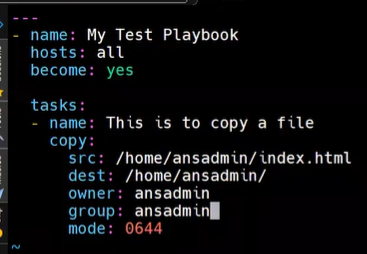 ---
- name: My Test Playbook
  hosts: all
  become: yes

  tasks:
  - name: This is to copy a file
    copy:
      src: /home/ansadmin/index.html
      dest: /home/ansadmin/
      owner: ansadmin
      group: ansadmin
      mode: 0644
~